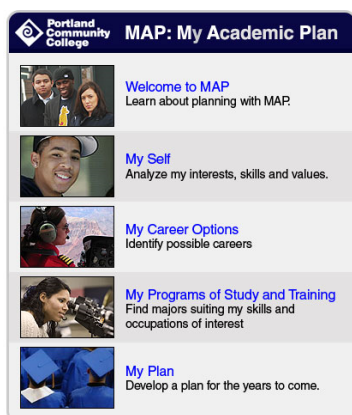 Portland
Community
College
MAP: My Academic Plan
Welcome to MAP
Learn about planning with MAP.
My Self
Analyze my interests, skills and values.
My Career Options
Identify possible careers
My Programs of Study and Training
Find majors suiting my skills and
occupations of interest
My Plan
Develop a plan for the years to come.